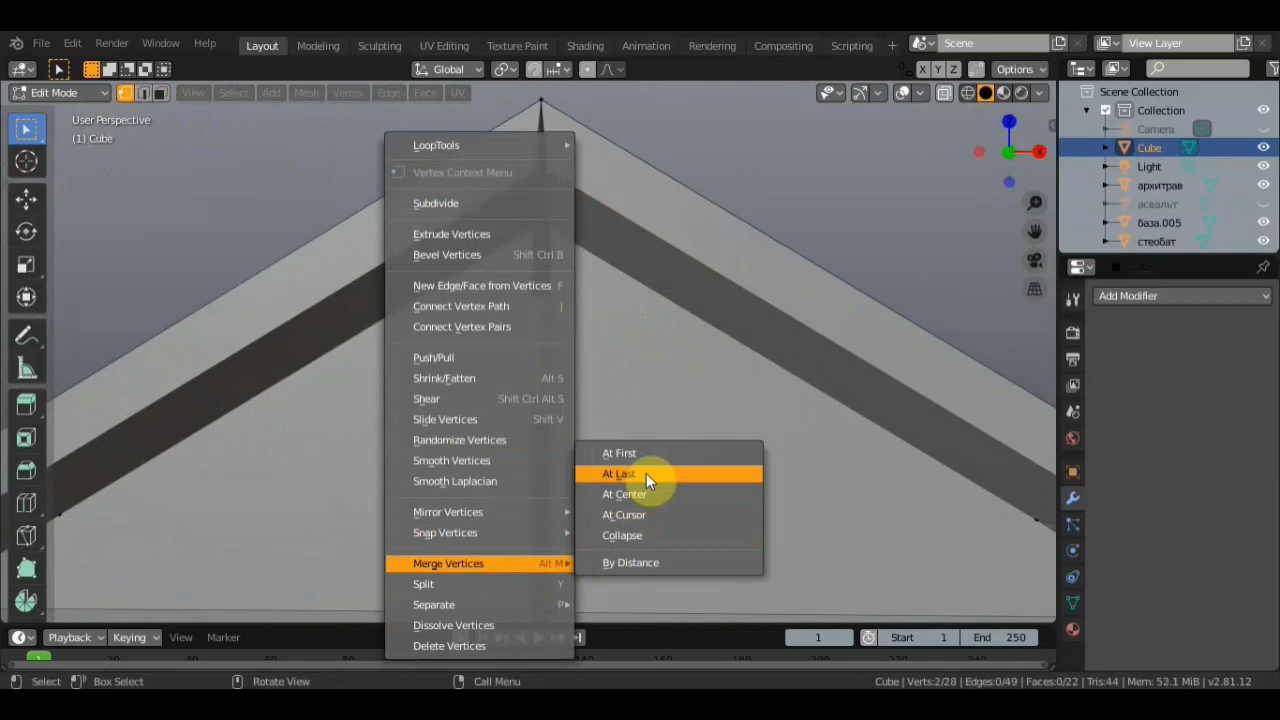 File Edit Render Window Help Layout Modeling Sculpting UV Editing Texture Paint Shading Animation Rendering Compositing Scripting + Scene View Layer
Global X Y Z Options
Edit Mode View Select Add Mesh Vertex Edge Face UV
User Perspective
(1) Cube
Z
X
Scene Collection
Collection
Camera
Cube
Light
архитрав
асвальт
база.005
стеобат
Add Modifier
LoopTools
Vertex Context Menu
Subdivide
Extrude Vertices
Bevel Vertices Shift Ctrl B
New Edge/Face from Vertices F
Connect Vertex Path J
Connect Vertex Pairs
Push/Pull
Shrink/Fatten Alt S
Shear Shift Ctrl Alt S
Slide Vertices Shift V
Randomize Vertices
Smooth Vertices
Smooth Laplacian
Mirror Vertices
Snap Vertices
Merge Vertices Alt M
Split Y
Separate P
Dissolve Vertices
Delete Vertices
At First
At Last
At Center
At Cursor
Collapse
By Distance
Playback Keying View Marker 1 Start 1 End 250
1
Select Box Select Rotate View Call Menu Cube | Verts:2/28 | Edges:0/49 | Faces:0/22 | Tris:44 | Mem: 52.1 MiB | v2.81.12